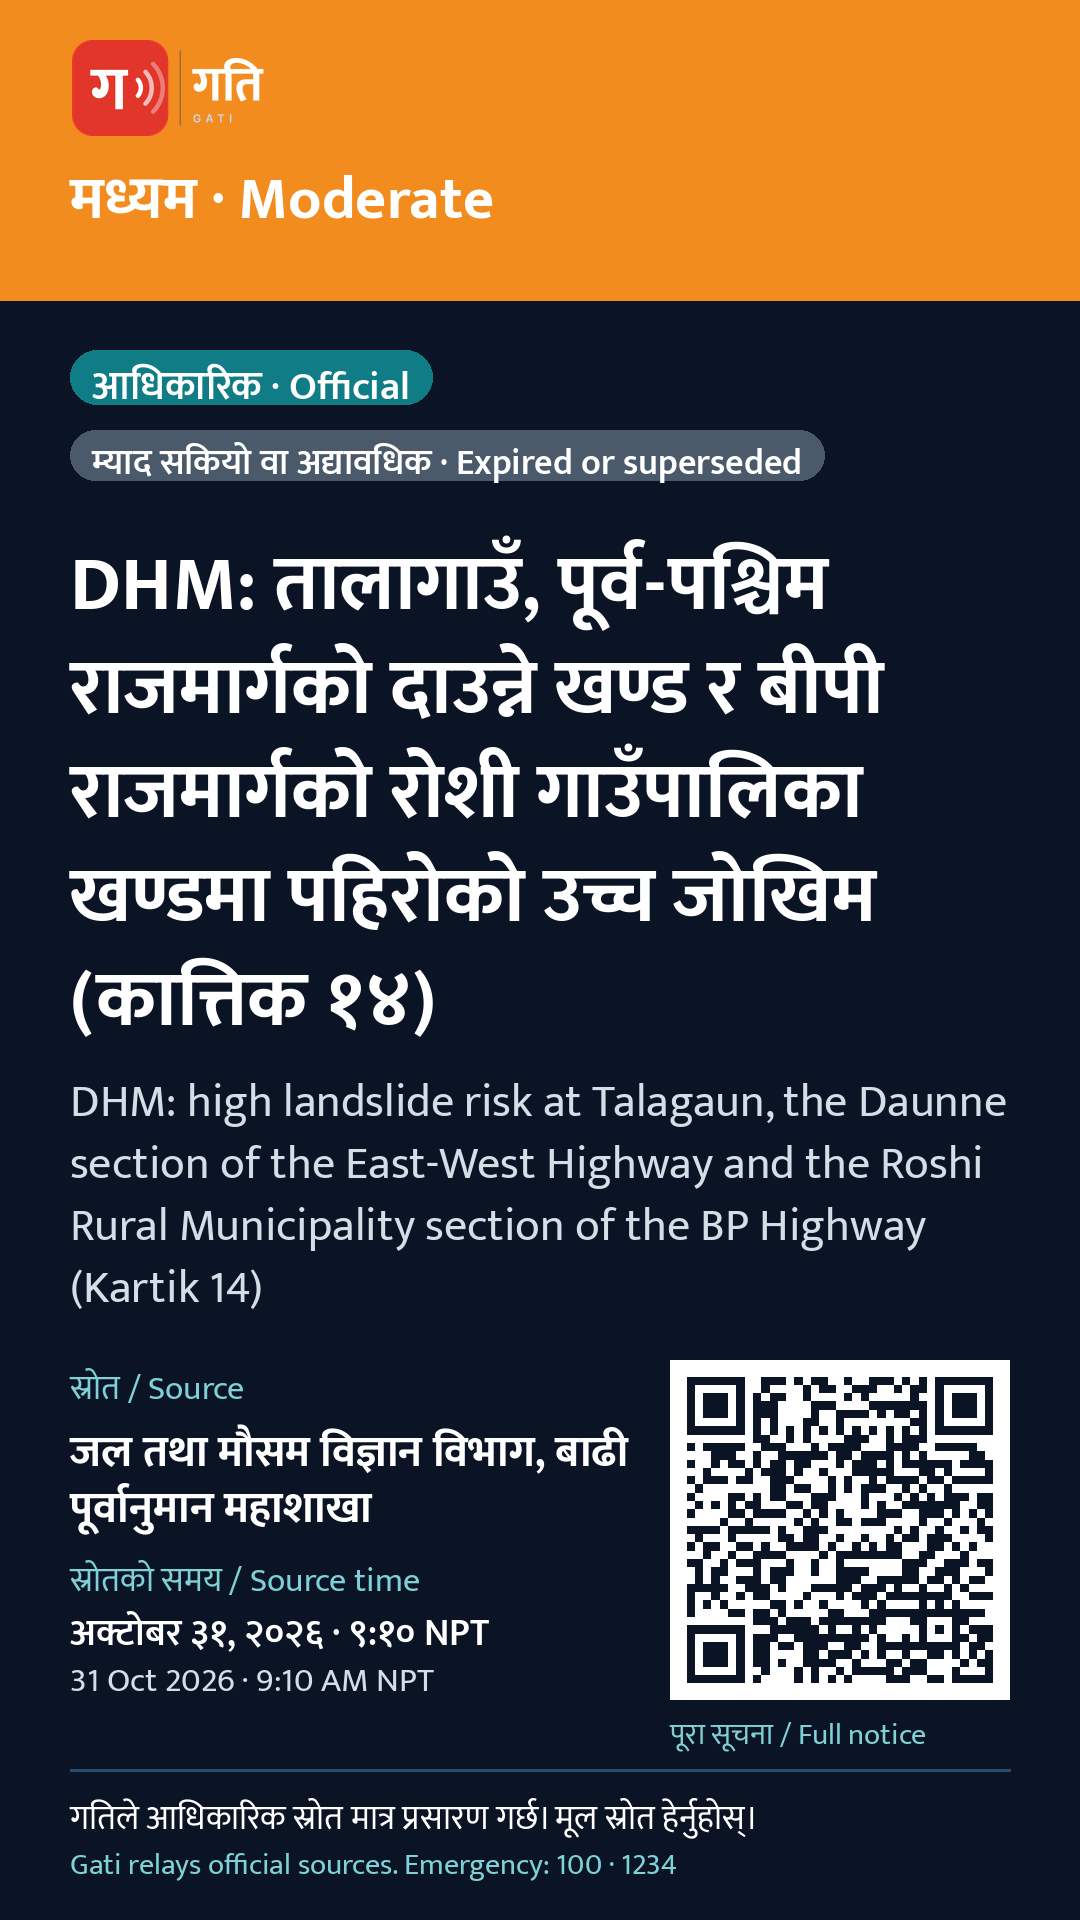 ग
गति
GATI
मध्यम · Moderate
आधिकारिक · Official
म्याद सकियो वा अद्यावधिक · Expired or superseded
DHM: तालागाउँ, पूर्व-पश्चिम
राजमार्गको दाउन्ने खण्ड र बीपी
राजमार्गको रोशी गाउँपालिका
खण्डमा पहिरोको उच्च जोखिम
(कात्तिक १४)
DHM: high landslide risk at Talagaun, the Daunne
section of the East-West Highway and the Roshi
Rural Municipality section of the BP Highway
(Kartik 14)
स्रोत / Source
जल तथा मौसम विज्ञान विभाग, बाढी
पूर्वानुमान महाशाखा
स्रोतको समय / Source time
अक्टोबर ३१, २०२६ · ९:१० NPT
31 Oct 2026 · 9:10 AM NPT
पूरा सूचना / Full notice
गतिले आधिकारिक स्रोत मात्र प्रसारण गर्छ। मूल स्रोत हेर्नुहोस्।
Gati relays official sources. Emergency: 100 · 1234